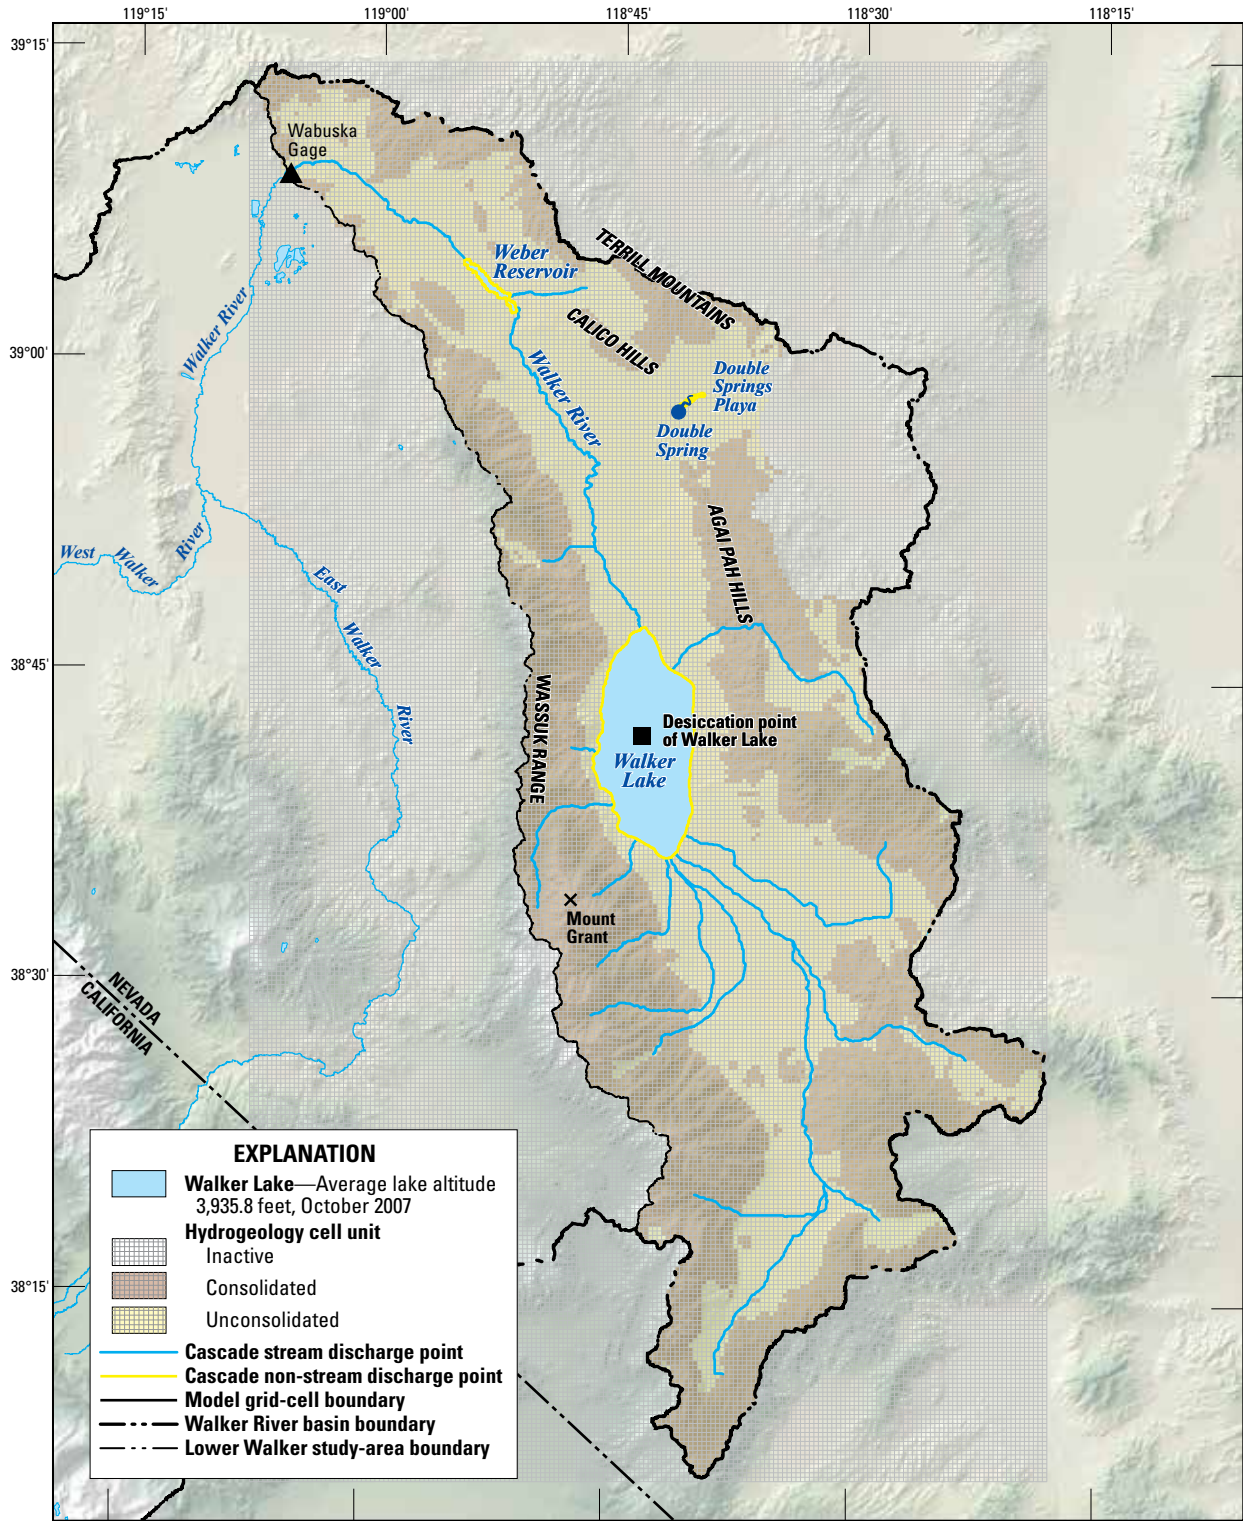 119°15'
119°00'
118°45'
118°30'
118°15'
39°15'
Wabuska
Gage
Weber
Reservoir
TERRILL MOUNTAINS
CALICO HILLS
Walker River
39°00'
Walker River
Double
Springs
Playa
Double
Spring
AGAI PAH HILLS
West
Walker
River
East
Walker
River
38°45'
WASSUK RANGE
Desiccation point
of Walker Lake
Walker
Lake
Mount
Grant
38°30'
NEVADA
CALIFORNIA
38°15'
EXPLANATION
Walker Lake—Average lake altitude
3,935.8 feet, October 2007
Hydrogeology cell unit
Inactive
Consolidated
Unconsolidated
Cascade stream discharge point
Cascade non-stream discharge point
Model grid-cell boundary
Walker River basin boundary
Lower Walker study-area boundary